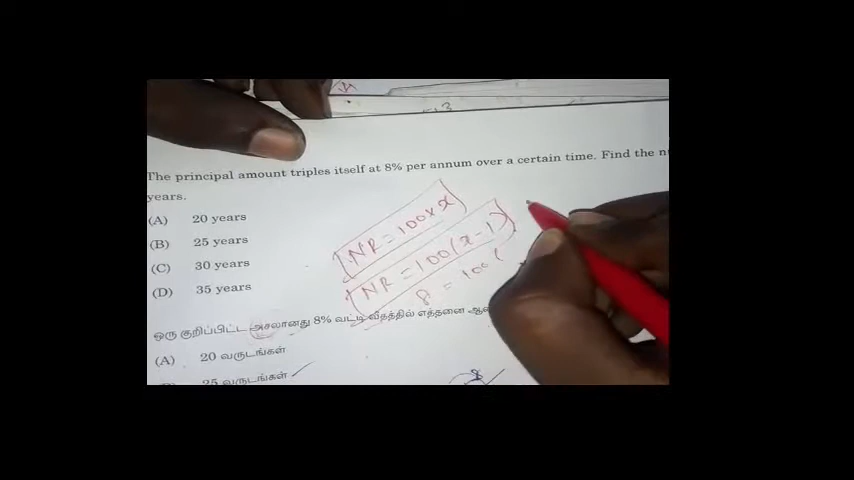 The principal amount triples itself at 8% per annum over a certain time. Find the
years.
(A) 20 years
(B) 25 years
(C) 30 years
(D) 35 years
NR = 100 × x
NR = 100 (x - 1)
8 = 100 (
ஒரு குறிப்பிட்ட அசலானது 8% வட்டி வீதத்தில் எத்தனை
(A) 20 வருடங்கள்
25 வருடங்கள்